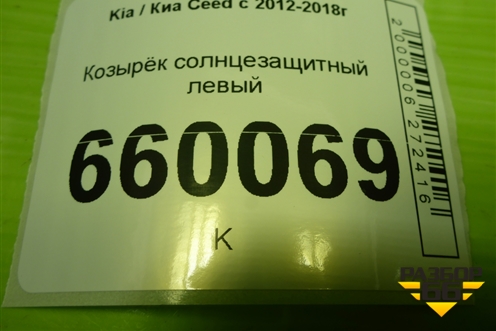 Kia / Киа Ceed с 2012-2018г
Козырёк солнцезащитный
левый
660069
К
2000006272416
РАЗБОР